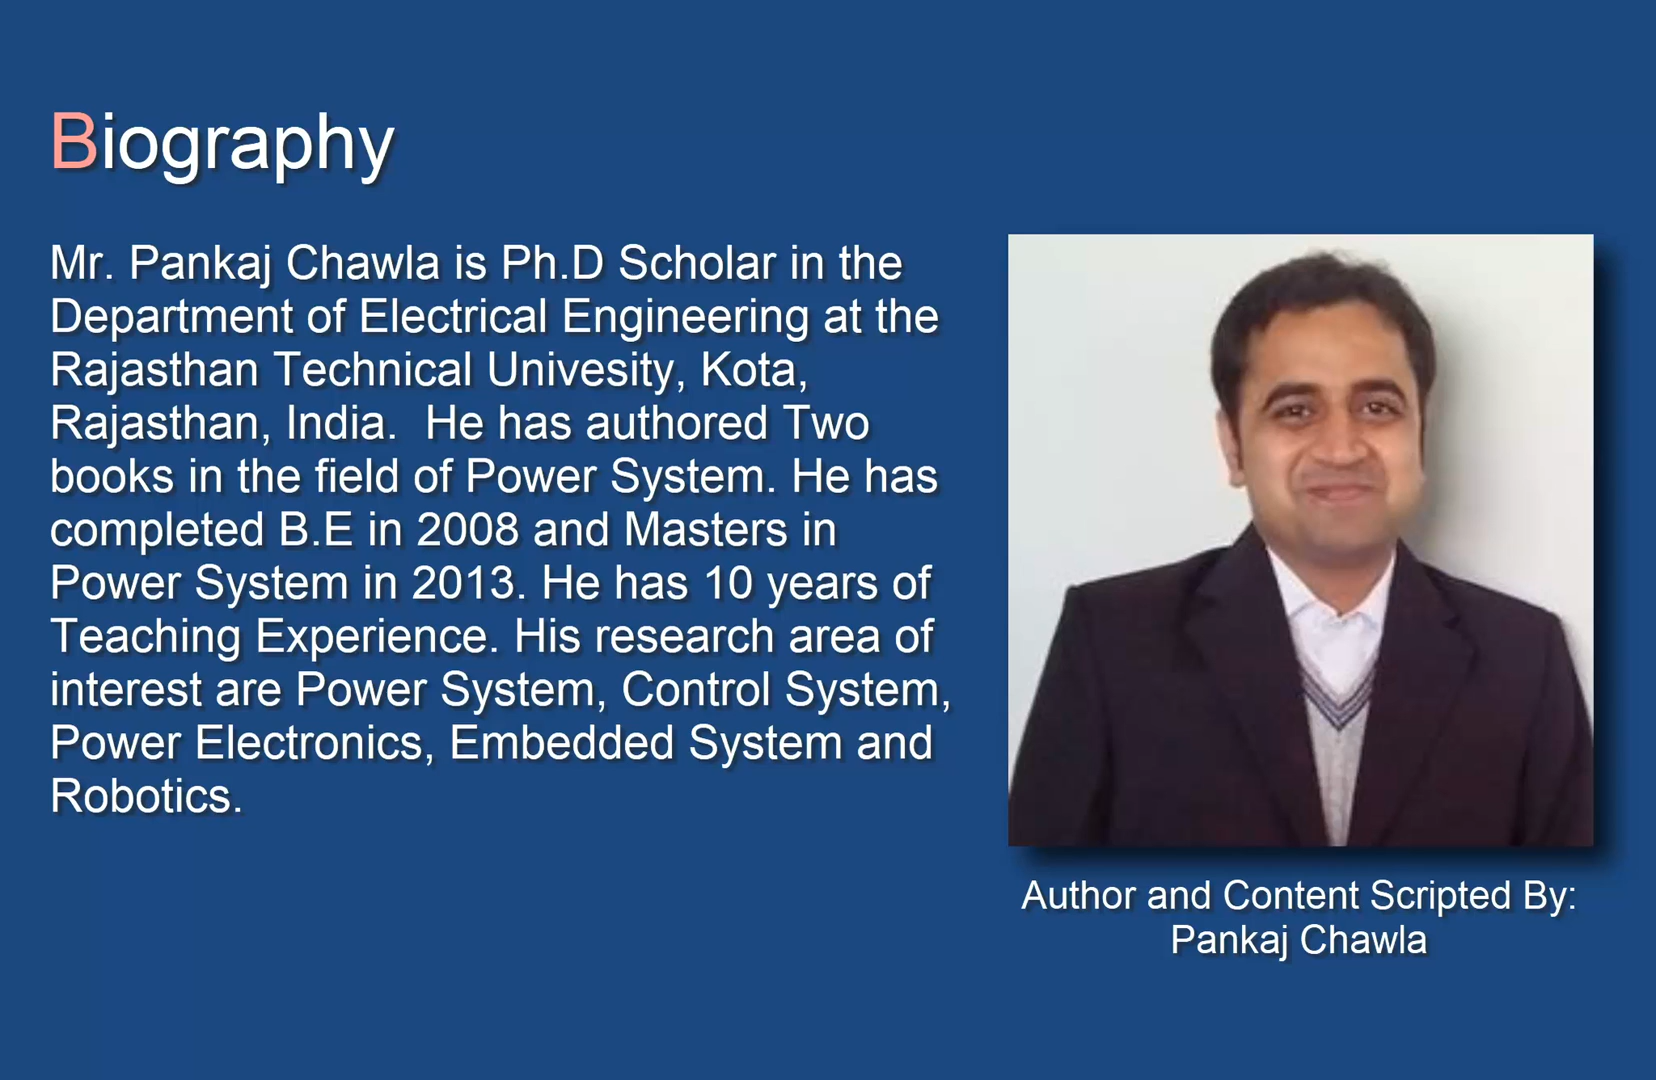 Biography
Mr. Pankaj Chawla is Ph.D Scholar in the
Department of Electrical Engineering at the
Rajasthan Technical Univesity, Kota,
Rajasthan, India.  He has authored Two
books in the field of Power System. He has
completed B.E in 2008 and Masters in
Power System in 2013. He has 10 years of
Teaching Experience. His research area of
interest are Power System, Control System,
Power Electronics, Embedded System and
Robotics.
Author and Content Scripted By:
Pankaj Chawla